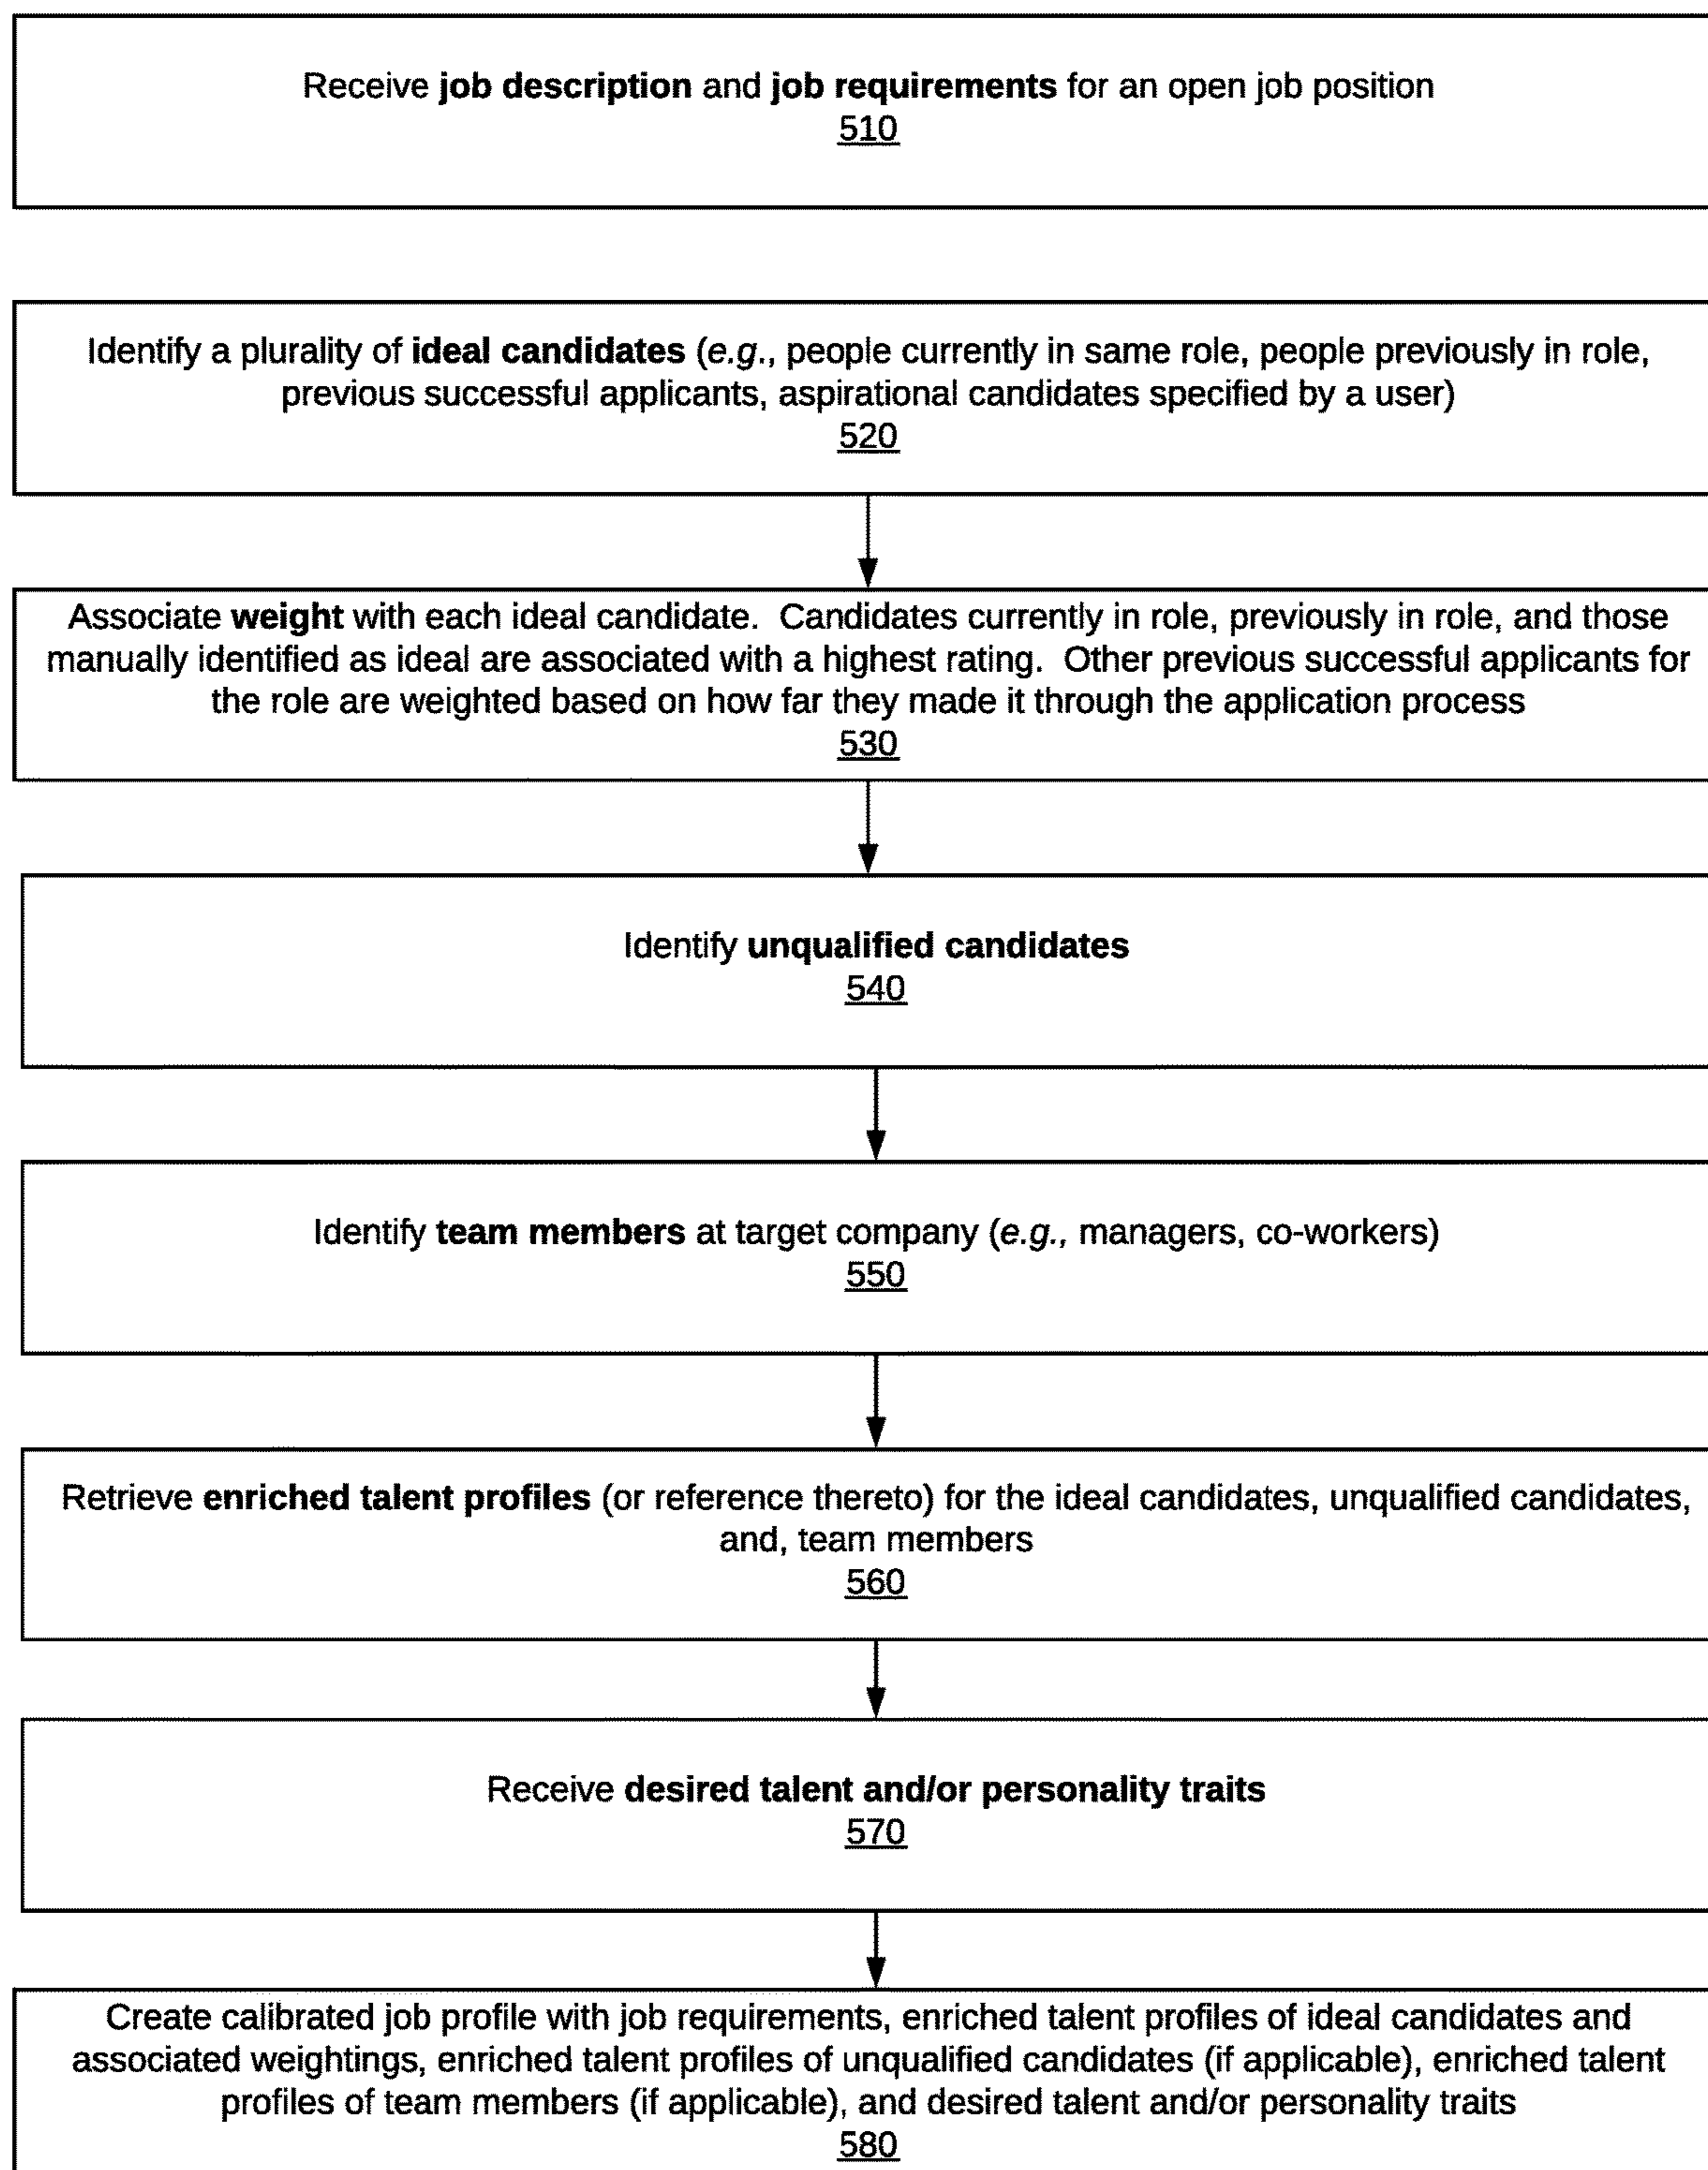 Receive job description and job requirements for an open job position
510
Identify a plurality of ideal candidates (e.g., people currently in same role, people previously in role,
previous successful applicants, aspirational candidates specified by a user)
520
Associate weight with each ideal candidate.  Candidates currently in role, previously in role, and those
manually identified as ideal are associated with a highest rating.  Other previous successful applicants for
the role are weighted based on how far they made it through the application process
530
Identify unqualified candidates
540
Identify team members at target company (e.g., managers, co-workers)
550
Retrieve enriched talent profiles (or reference thereto) for the ideal candidates, unqualified candidates,
and, team members
560
Receive desired talent and/or personality traits
570
Create calibrated job profile with job requirements, enriched talent profiles of ideal candidates and
associated weightings, enriched talent profiles of unqualified candidates (if applicable), enriched talent
profiles of team members (if applicable), and desired talent and/or personality traits
580